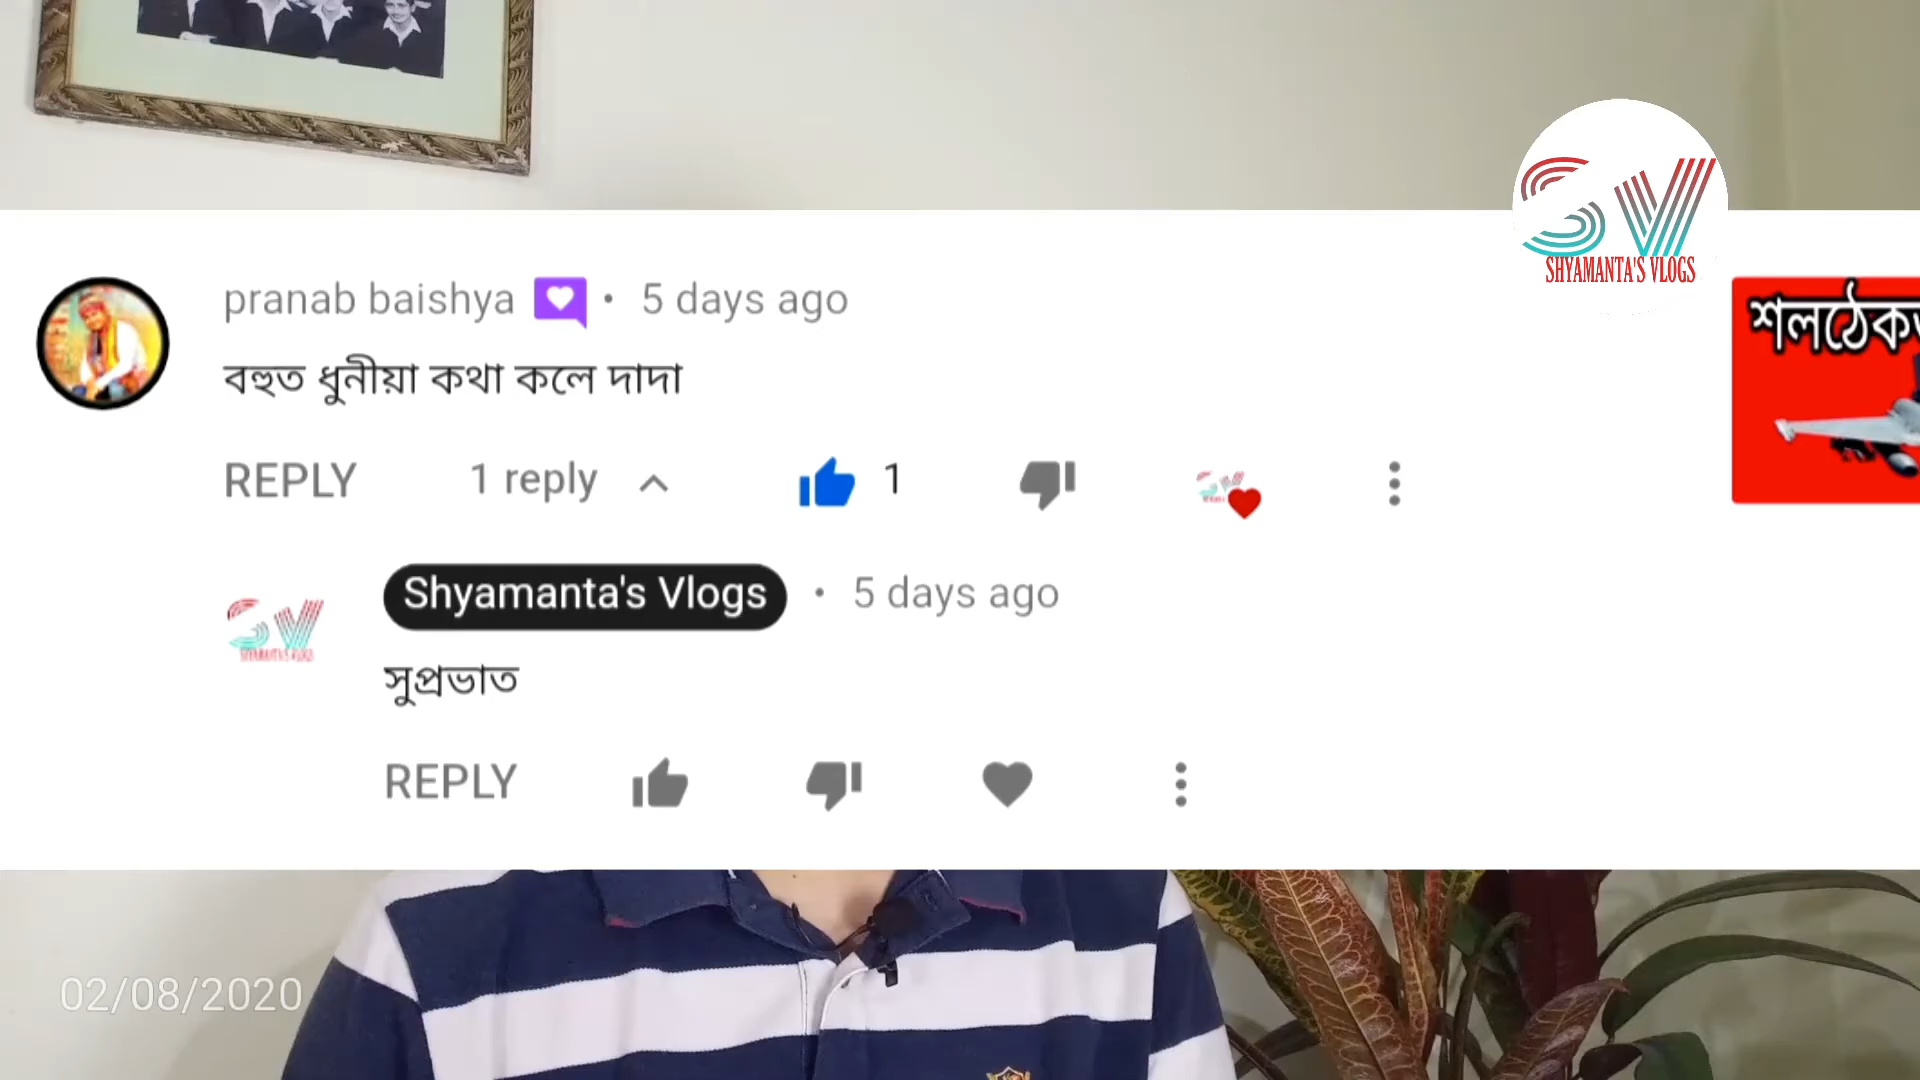 SHYAMANTA'S VLOGS
pranab baishya • 5 days ago
বহুত ধুনীয়া কথা কলে দাদা
REPLY 1 reply 1
Shyamanta's Vlogs • 5 days ago
সুপ্ৰভাত
REPLY
02/08/2020